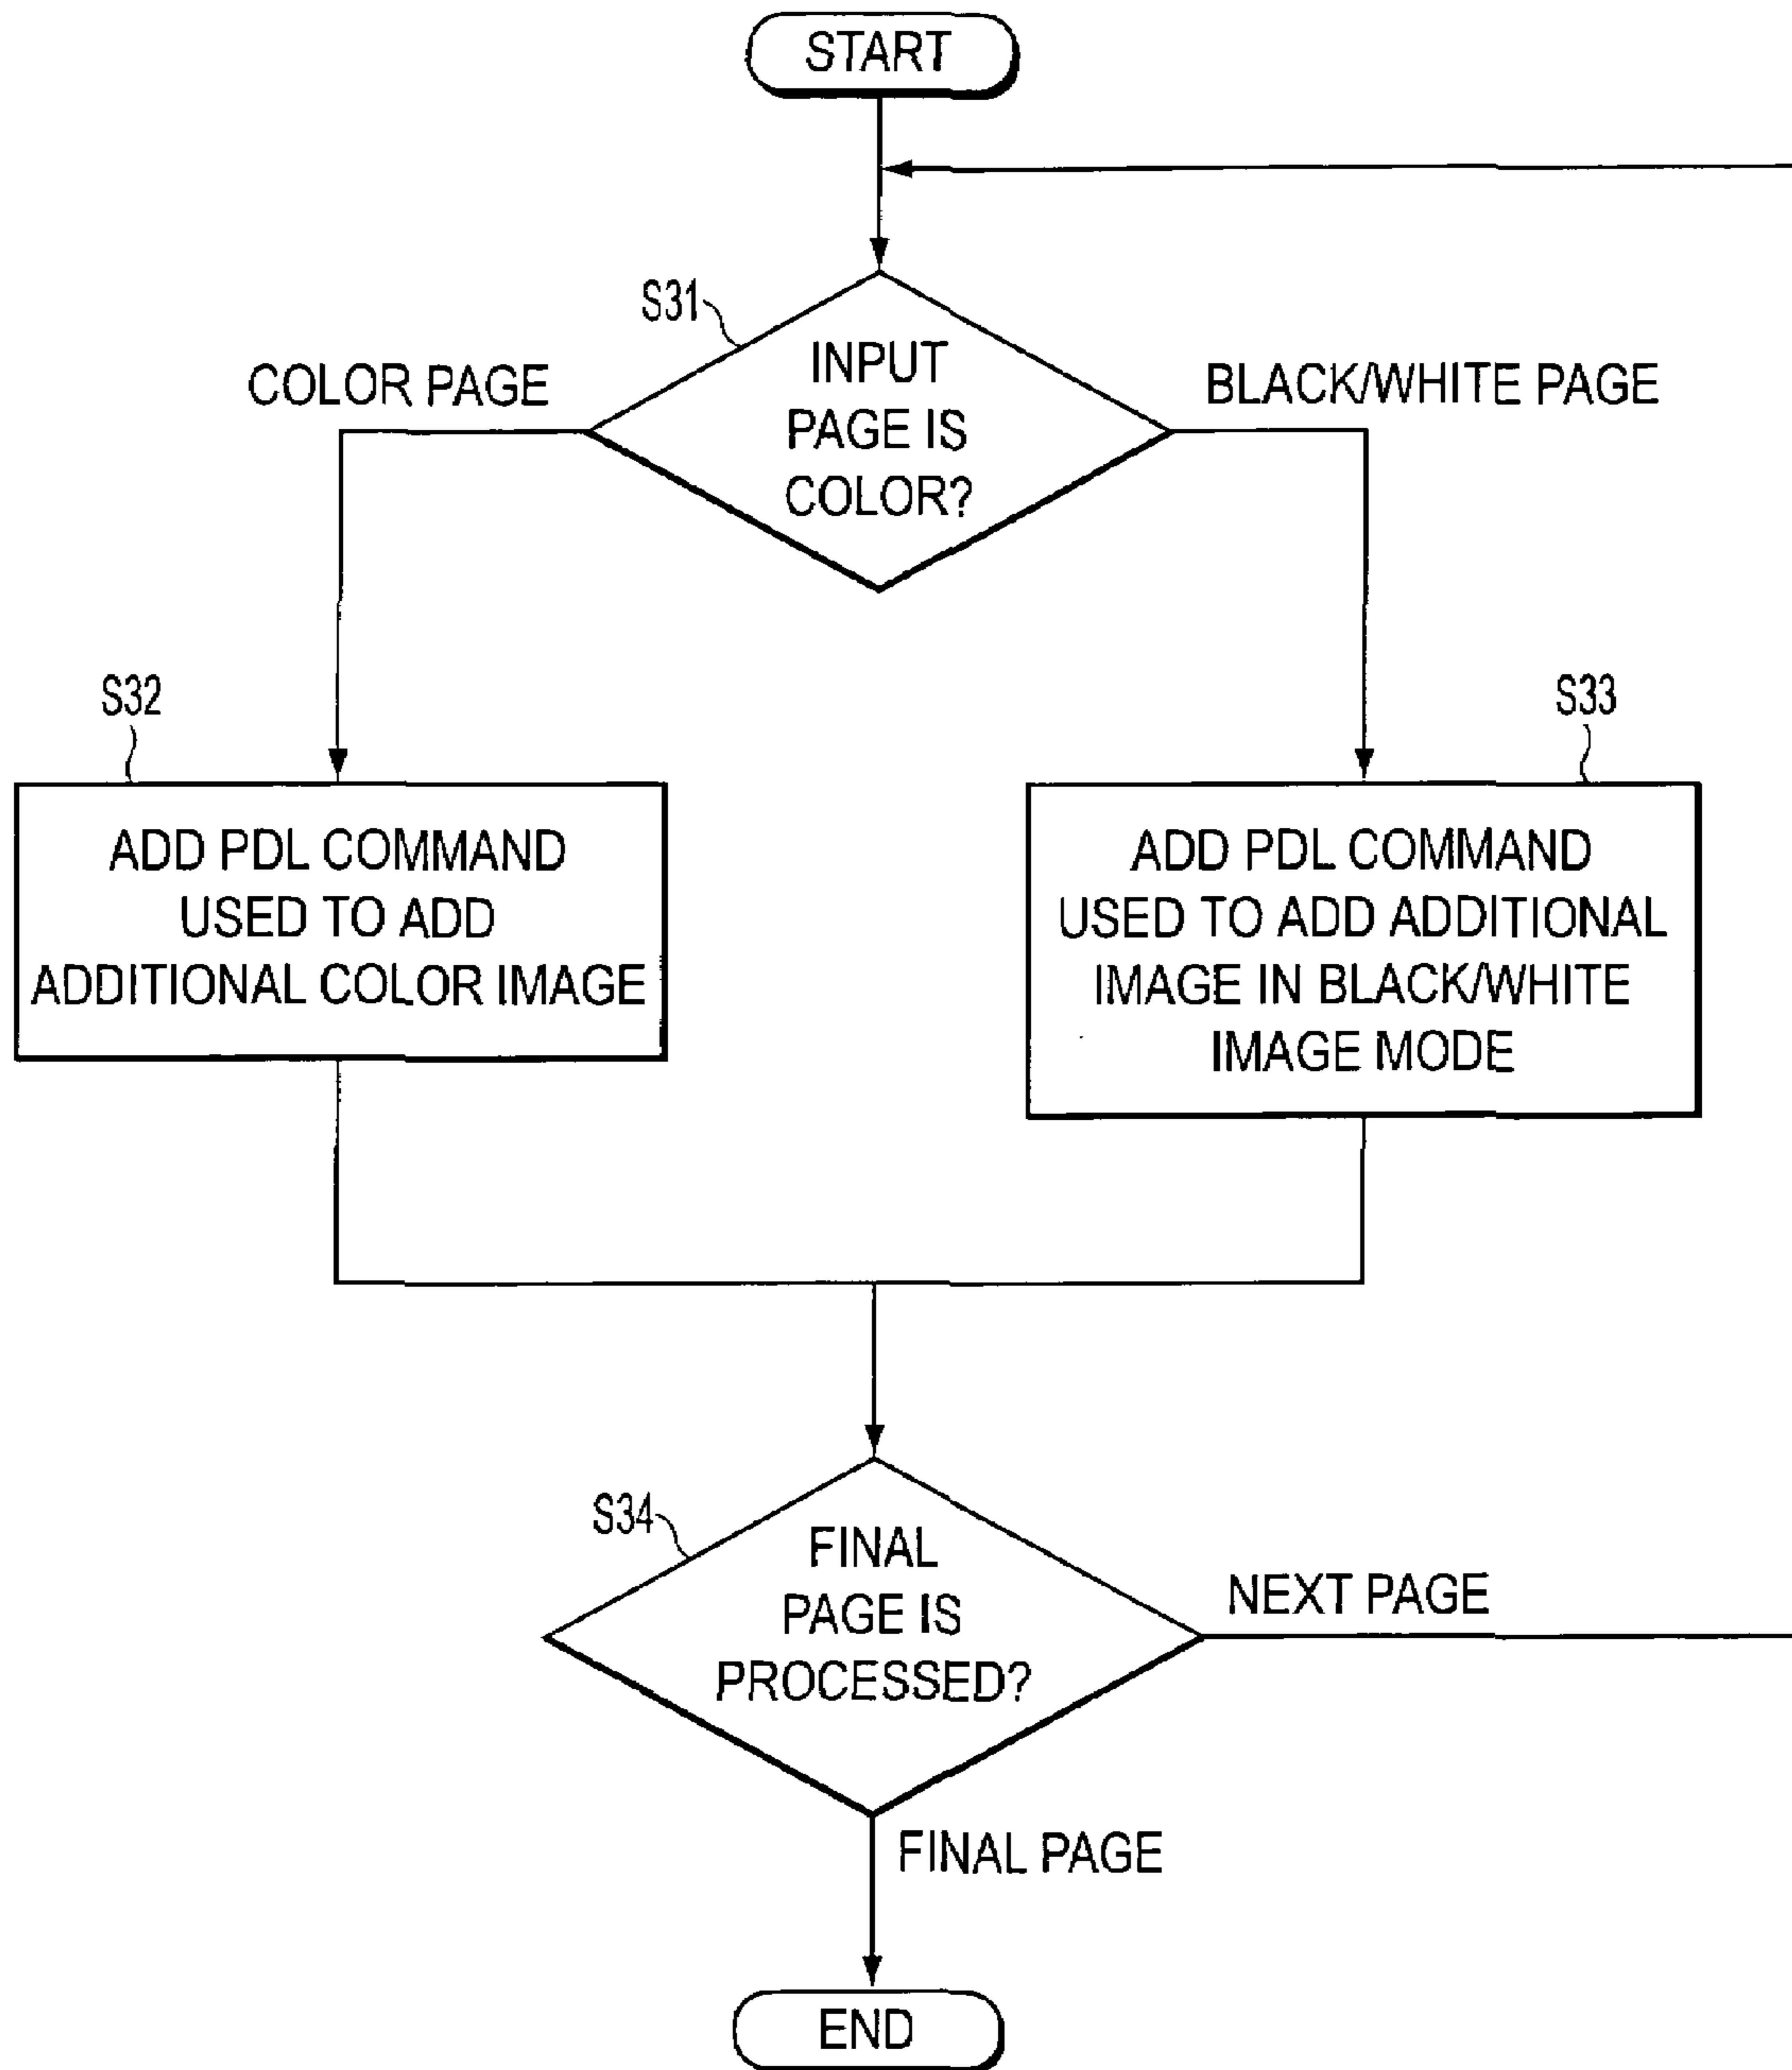 START
S31
INPUT
PAGE IS
COLOR?
COLOR PAGE
BLACK/WHITE PAGE
S32
ADD PDL COMMAND
USED TO ADD
ADDITIONAL COLOR IMAGE
S33
ADD PDL COMMAND
USED TO ADD ADDITIONAL
IMAGE IN BLACK/WHITE
IMAGE MODE
S34
FINAL
PAGE IS
PROCESSED?
NEXT PAGE
FINAL PAGE
END